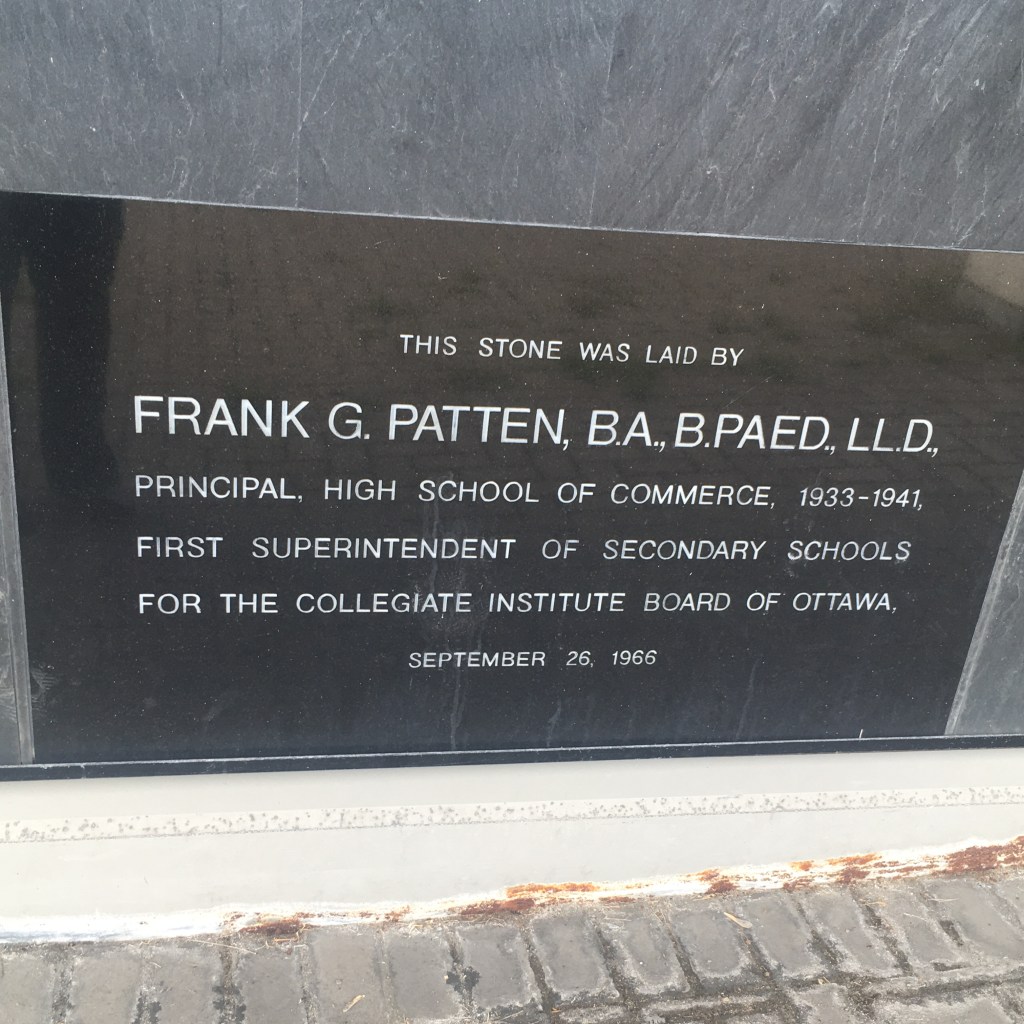 THIS STONE WAS LAID BY
FRANK G. PATTEN, B.A., B.PAED., LL.D.,
PRINCIPAL, HIGH SCHOOL OF COMMERCE, 1933-1941,
FIRST SUPERINTENDENT OF SECONDARY SCHOOLS
FOR THE COLLEGIATE INSTITUTE BOARD OF OTTAWA,
SEPTEMBER 26, 1966